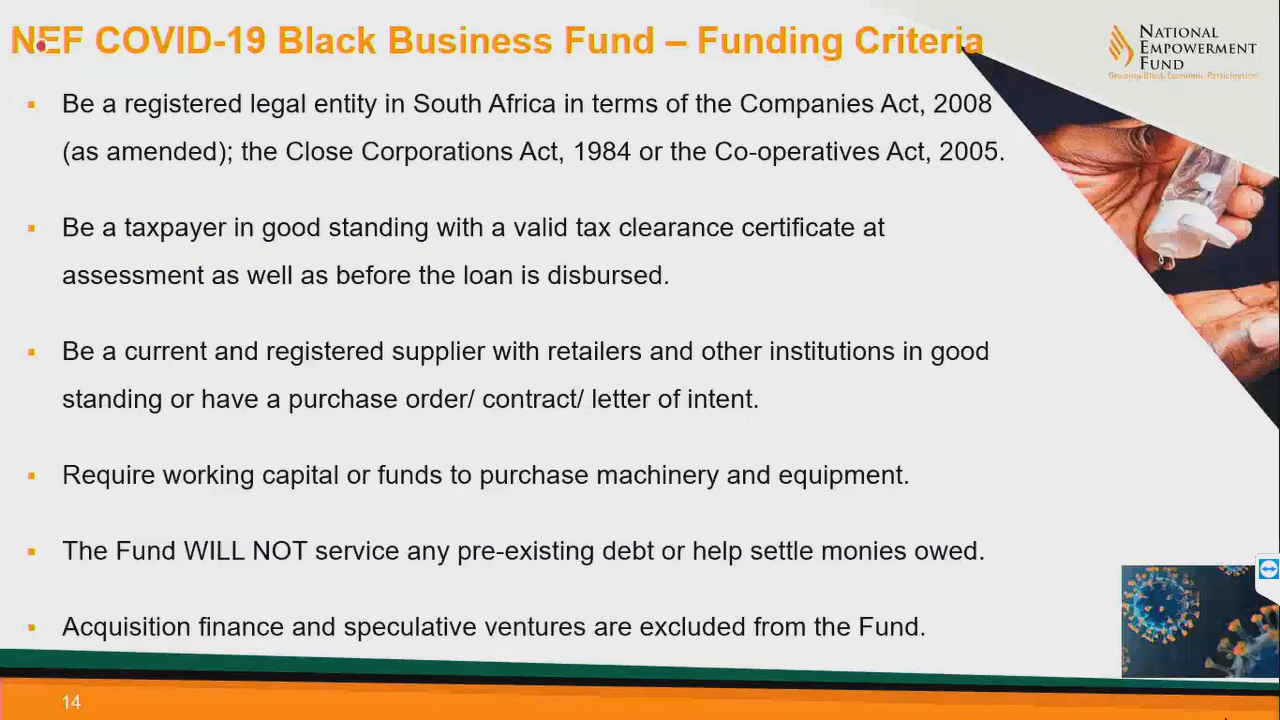 NEF COVID-19 Black Business Fund – Funding Criteria
NATIONAL
EMPOWERMENT
FUND
Growing Black Economic Participation
▪ Be a registered legal entity in South Africa in terms of the Companies Act, 2008
(as amended); the Close Corporations Act, 1984 or the Co-operatives Act, 2005.
▪ Be a taxpayer in good standing with a valid tax clearance certificate at
assessment as well as before the loan is disbursed.
▪ Be a current and registered supplier with retailers and other institutions in good
standing or have a purchase order/ contract/ letter of intent.
▪ Require working capital or funds to purchase machinery and equipment.
▪ The Fund WILL NOT service any pre-existing debt or help settle monies owed.
▪ Acquisition finance and speculative ventures are excluded from the Fund.
14